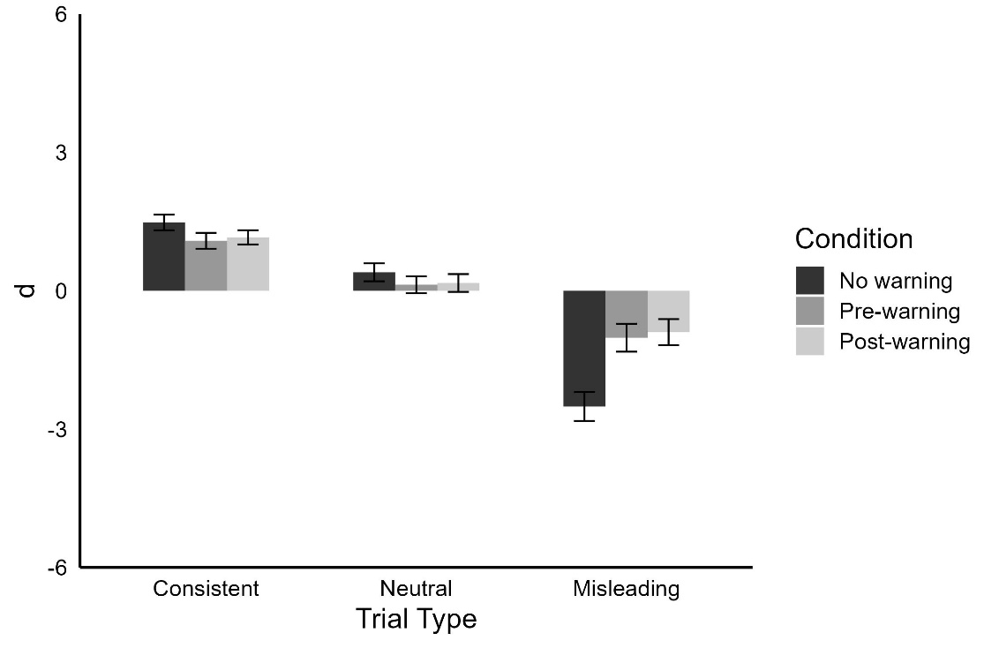 6
3
0
-3
-6
d
Consistent
Neutral
Misleading
Trial Type
Condition
No warning
Pre-warning
Post-warning